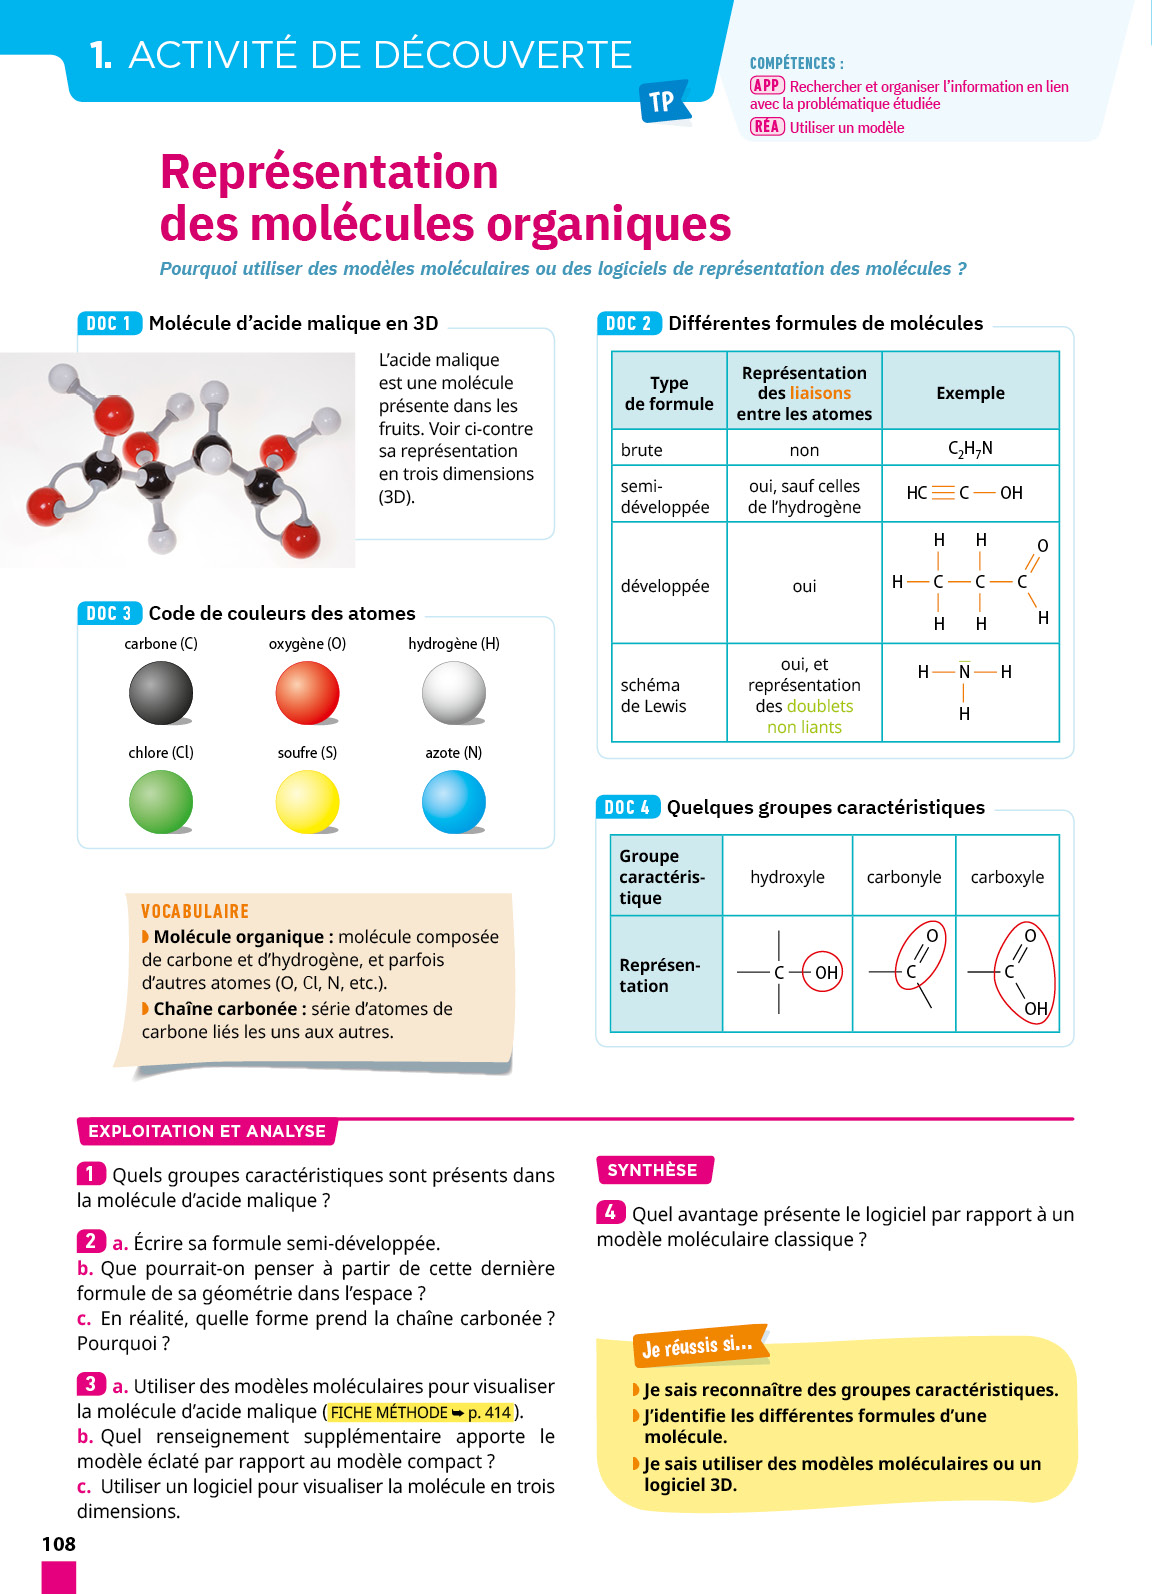 1. ACTIVITÉ DE DÉCOUVERTE
TP
COMPÉTENCES :
APP Rechercher et organiser l’information en lien
avec la problématique étudiée
RÉA Utiliser un modèle
Représentation
des molécules organiques
Pourquoi utiliser des modèles moléculaires ou des logiciels de représentation des molécules ?
DOC 1 Molécule d’acide malique en 3D
L’acide malique
est une molécule
présente dans les
fruits. Voir ci-contre
sa représentation
en trois dimensions
(3D).
DOC 2 Différentes formules de molécules
Type
de formule
Représentation
des liaisons
entre les atomes
Exemple
brute
non
C₂H₇N
semi-
développée
oui, sauf celles
de l’hydrogène
HC ≡ C — OH
développée
oui
H H O
H — C — C — C
H H H
schéma
de Lewis
oui, et
représentation
des doublets
non liants
H — N — H
H
DOC 3 Code de couleurs des atomes
carbone (C) oxygène (O) hydrogène (H)
chlore (Cl) soufre (S) azote (N)
DOC 4 Quelques groupes caractéristiques
Groupe
caractéris-
tique
hydroxyle carbonyle carboxyle
Représen-
tation
C — OH
O
C
O
C
OH
VOCABULAIRE
Molécule organique : molécule composée
de carbone et d’hydrogène, et parfois
d’autres atomes (O, Cl, N, etc.).
Chaîne carbonée : série d’atomes de
carbone liés les uns aux autres.
EXPLOITATION ET ANALYSE
1 Quels groupes caractéristiques sont présents dans
la molécule d’acide malique ?
2 a. Écrire sa formule semi-développée.
b. Que pourrait-on penser à partir de cette dernière
formule de sa géométrie dans l’espace ?
c. En réalité, quelle forme prend la chaîne carbonée ?
Pourquoi ?
3 a. Utiliser des modèles moléculaires pour visualiser
la molécule d’acide malique (FICHE MÉTHODE ➥ p. 414).
b. Quel renseignement supplémentaire apporte le
modèle éclaté par rapport au modèle compact ?
c. Utiliser un logiciel pour visualiser la molécule en trois
dimensions.
SYNTHÈSE
4 Quel avantage présente le logiciel par rapport à un
modèle moléculaire classique ?
Je réussis si...
Je sais reconnaître des groupes caractéristiques.
J’identifie les différentes formules d’une
molécule.
Je sais utiliser des modèles moléculaires ou un
logiciel 3D.
108